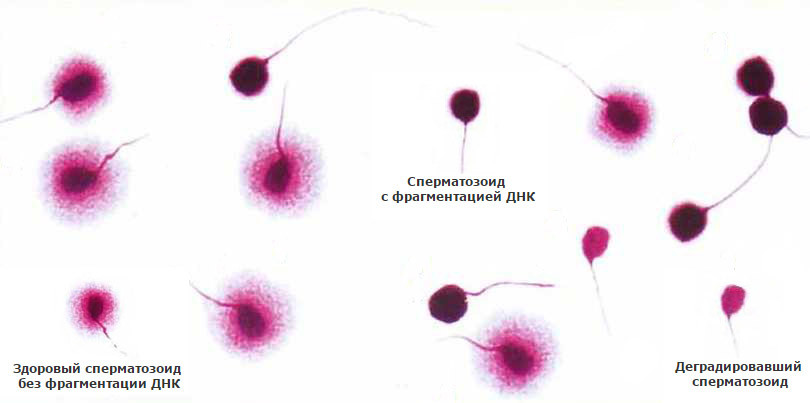 Сперматозоид
с фрагментацией ДНК
Здоровый сперматозоид
без фрагментации ДНК
Деградировавший
сперматозоид